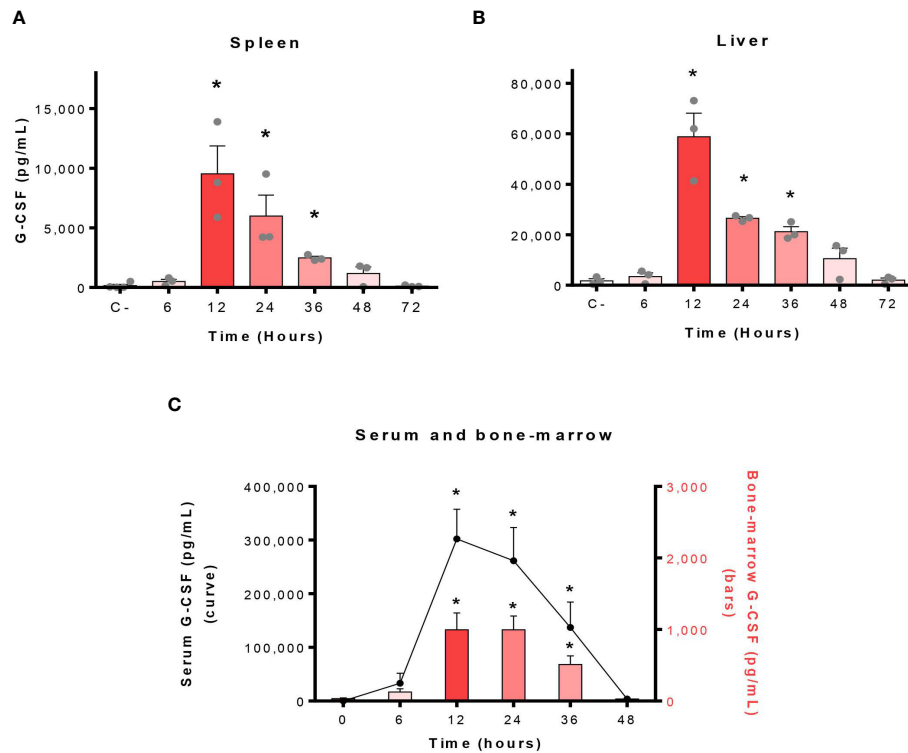 A
Spleen
G-CSF (pg/mL)
15,000
10,000
5,000
0
* * *
C- 6 12 24 36 48 72
Time (Hours)
B
Liver
80,000
60,000
40,000
20,000
0
* * *
C- 6 12 24 36 48 72
Time (Hours)
C
Serum and bone-marrow
Serum G-CSF (pg/mL)
(curve)
400,000
300,000
200,000
100,000
0
* * *
* * *
3,000
2,000
1,000
0
Bone-marrow G-CSF (pg/mL)
(bars)
0 6 12 24 36 48
Time (hours)